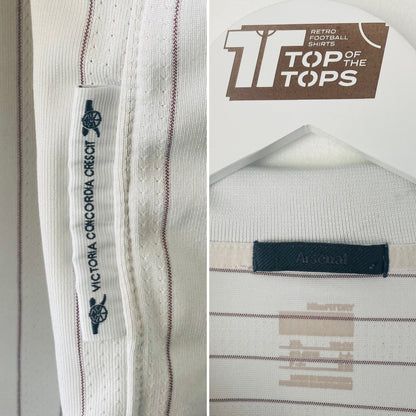 VICTORIA CONCORDIA CRESCIT
RETRO
FOOTBALL
SHIRTS
TOP OF
THE
TOPS
Arsenal